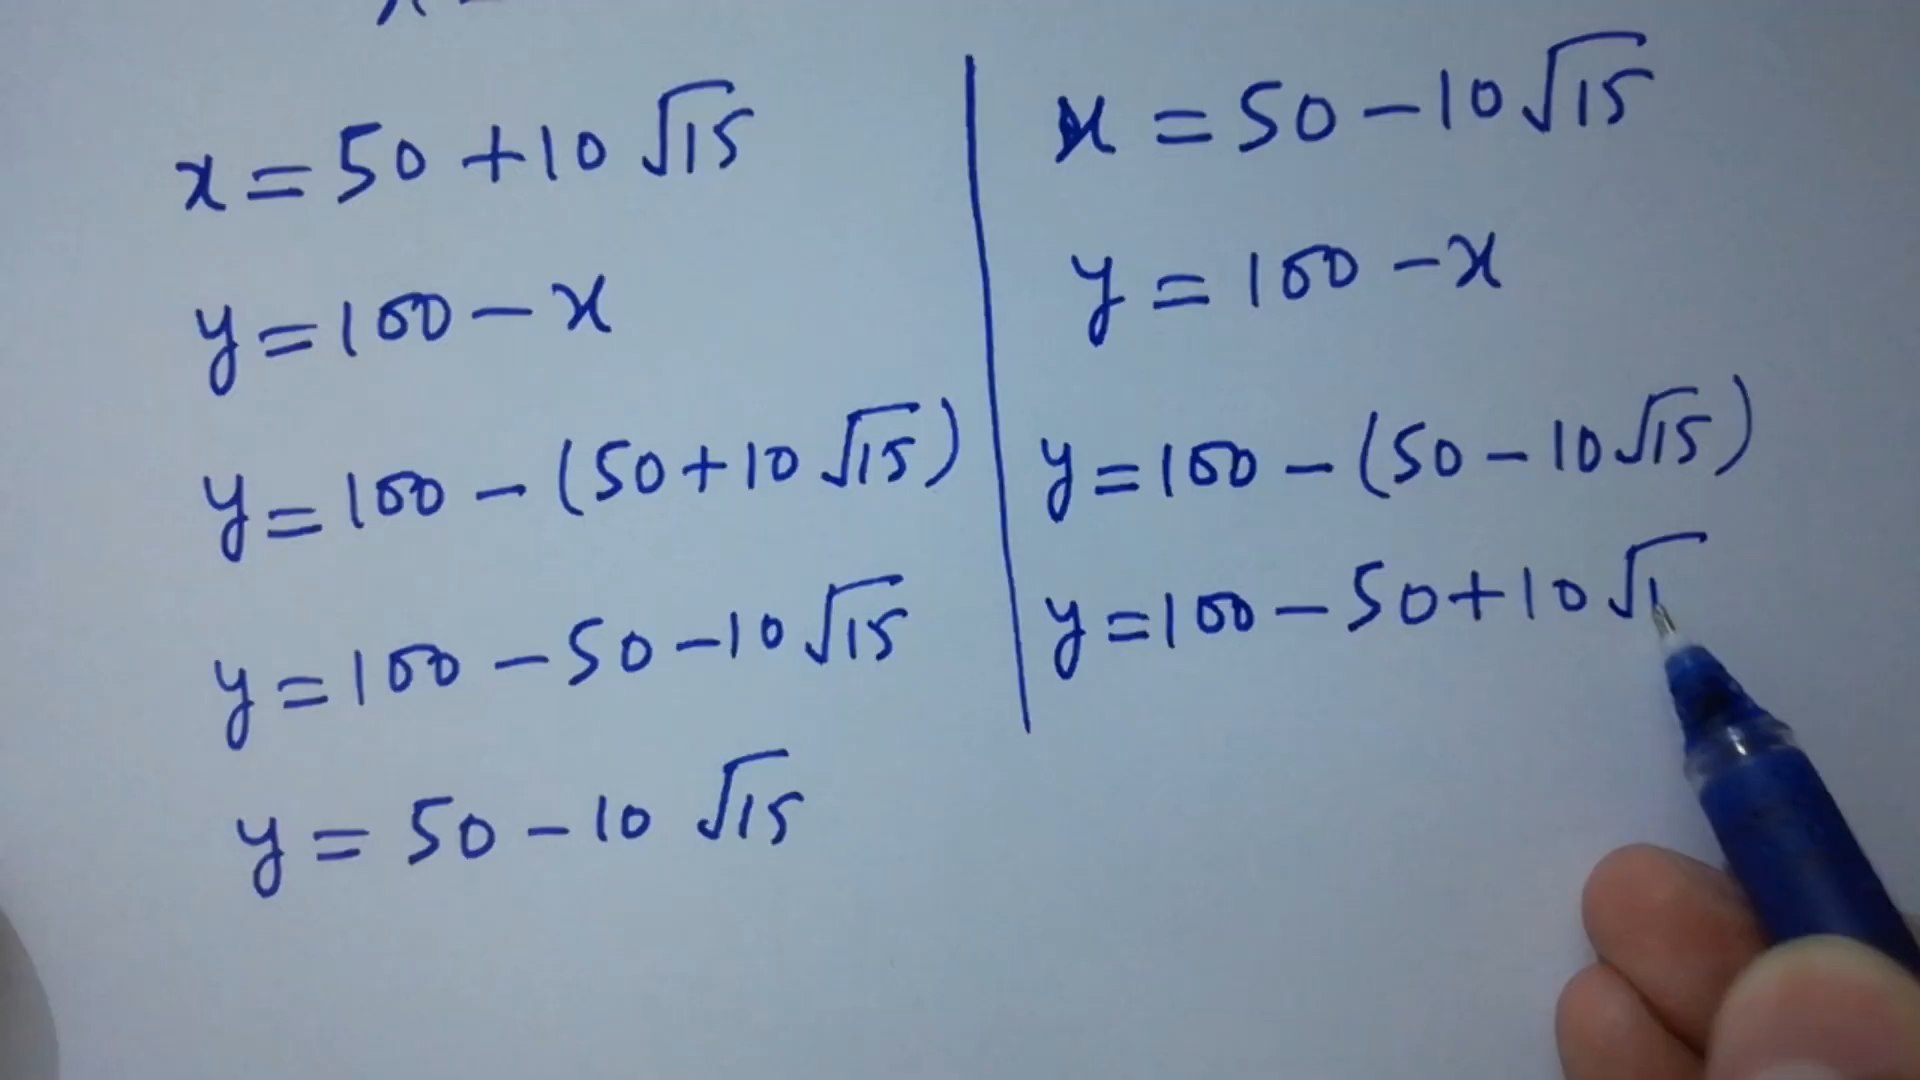 x = 50 + 10 √15
y = 100 - x
y = 100 - (50 + 10 √15)
y = 100 - 50 - 10 √15
y = 50 - 10 √15
x = 50 - 10 √15
y = 100 - x
y = 100 - (50 - 10 √15)
y = 100 - 50 + 10 √1